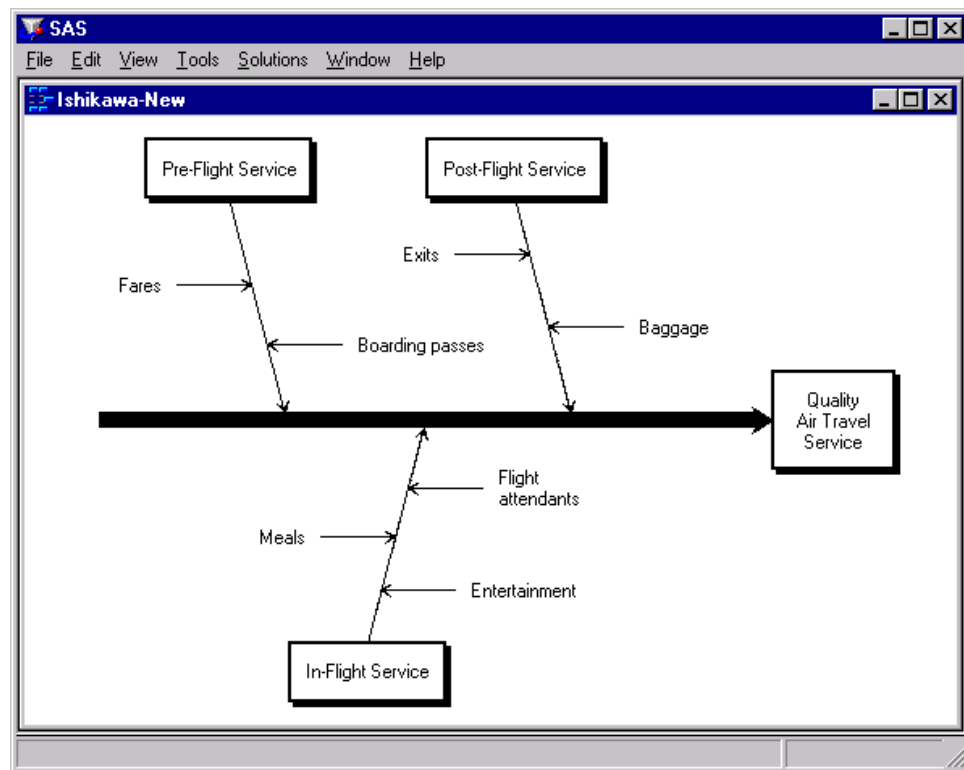 SAS
File Edit View Tools Solutions Window Help
Ishikawa-New
Pre-Flight Service
Post-Flight Service
Exits
Fares
Baggage
Boarding passes
Quality
Air Travel
Service
Flight
attendants
Meals
Entertainment
In-Flight Service